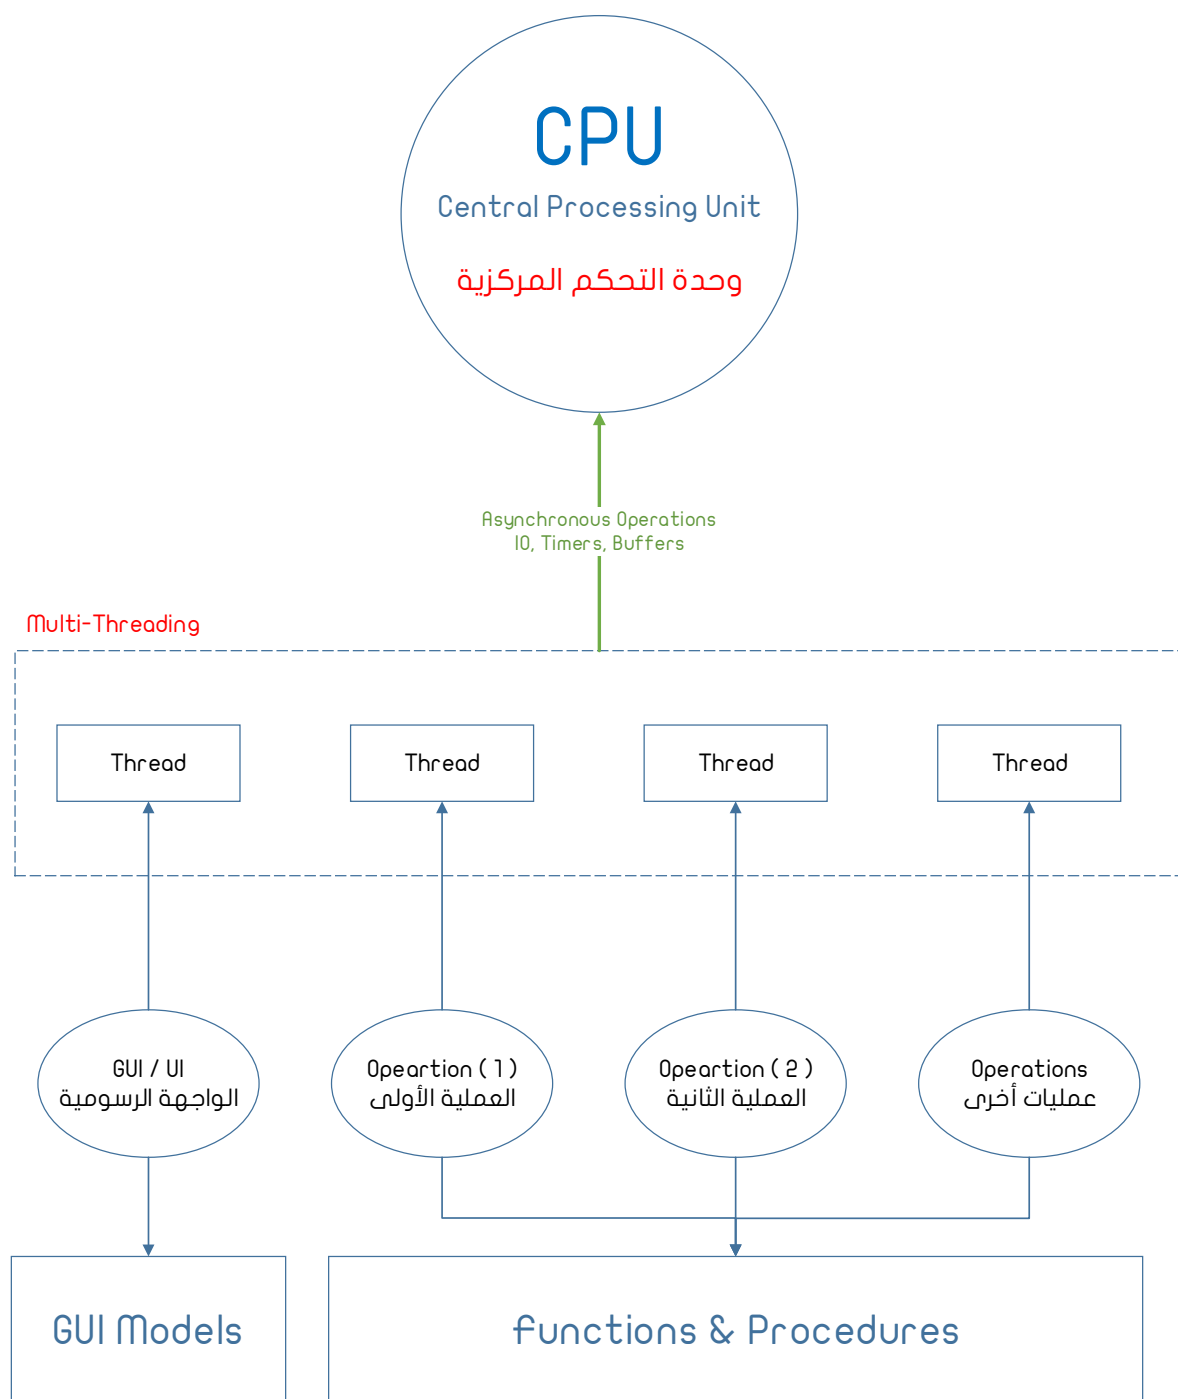 CPU
Central Processing Unit
وحدة التحكم المركزية
Asynchronous Operations
IO, Timers, Buffers
Multi-Threading
Thread
Thread
Thread
Thread
GUI / UI
الواجهة الرسومية
Opeartion ( 1 )
العملية الأولى
Opeartion ( 2 )
العملية الثانية
Operations
عمليات أخرى
GUI Models
Functions & Procedures